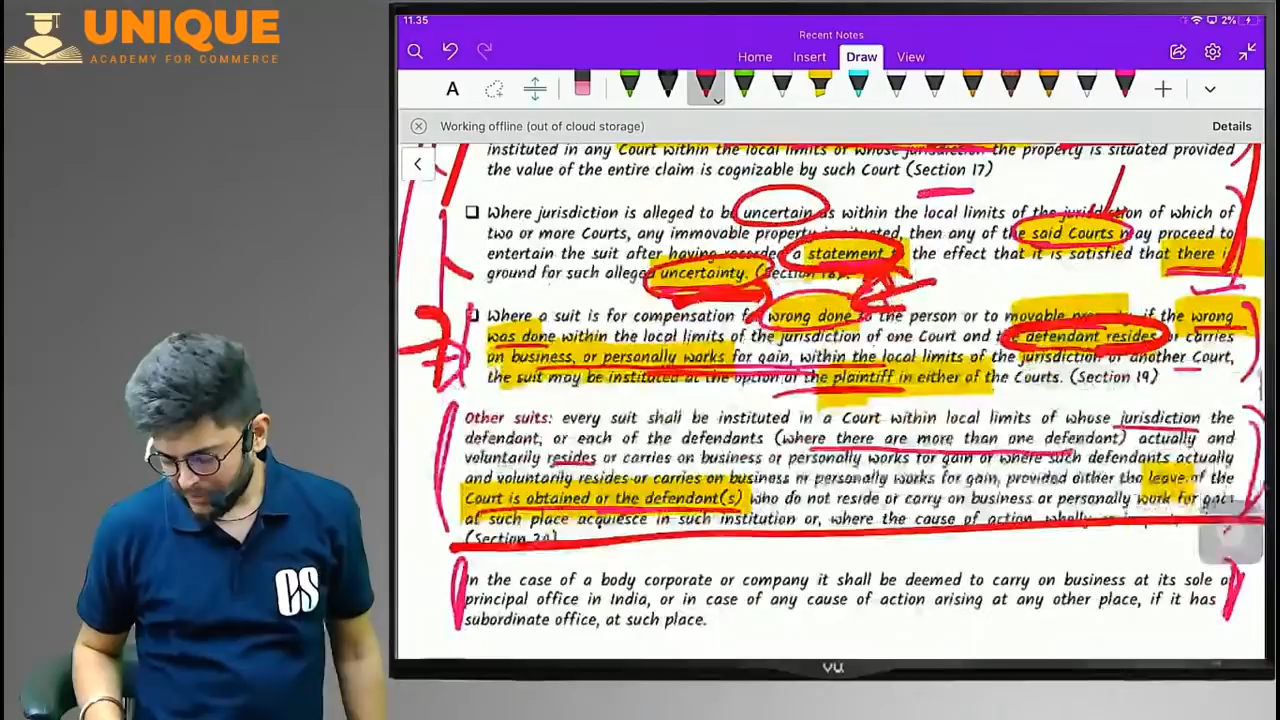 UNIQUE
ACADEMY FOR COMMERCE
11.35
2%
Recent Notes
Home Insert Draw View
A
Working offline (out of cloud storage)
Details
instituted in any Court within the local limits of whose jurisdiction the property is situated provided
the value of the entire claim is cognizable by such Court (Section 17)
Where jurisdiction is alleged to be uncertain as within the local limits of the jurisdiction of which of
two or more Courts, any immovable property is situated, then any of the said Courts may proceed to
entertain the suit after having recorded a statement to the effect that it is satisfied that there is
ground for such alleged uncertainty. (Section 18).
Where a suit is for compensation for wrong done to the person or to movable property, if the wrong
was done within the local limits of the jurisdiction of one Court and the defendant resides or carries
on business, or personally works for gain, within the local limits of the jurisdiction of another Court,
the suit may be instituted at the option of the plaintiff in either of the Courts. (Section 19)
Other suits: every suit shall be instituted in a Court within local limits of whose jurisdiction the
defendant, or each of the defendants (where there are more than one defendant) actually and
voluntarily resides or carries on business or personally works for gain or where such defendants actually
and voluntarily resides or carries on business or personally works for gain, provided either the leave of the
Court is obtained or the defendant(s) who do not reside or carry on business or personally work for gain
at such place acquiesce in such institution or, where the cause of action wholly or
(Section 20)
In the case of a body corporate or company it shall be deemed to carry on business at its sole or
principal office in India, or in case of any cause of action arising at any other place, if it has
subordinate office, at such place.
CS
VU